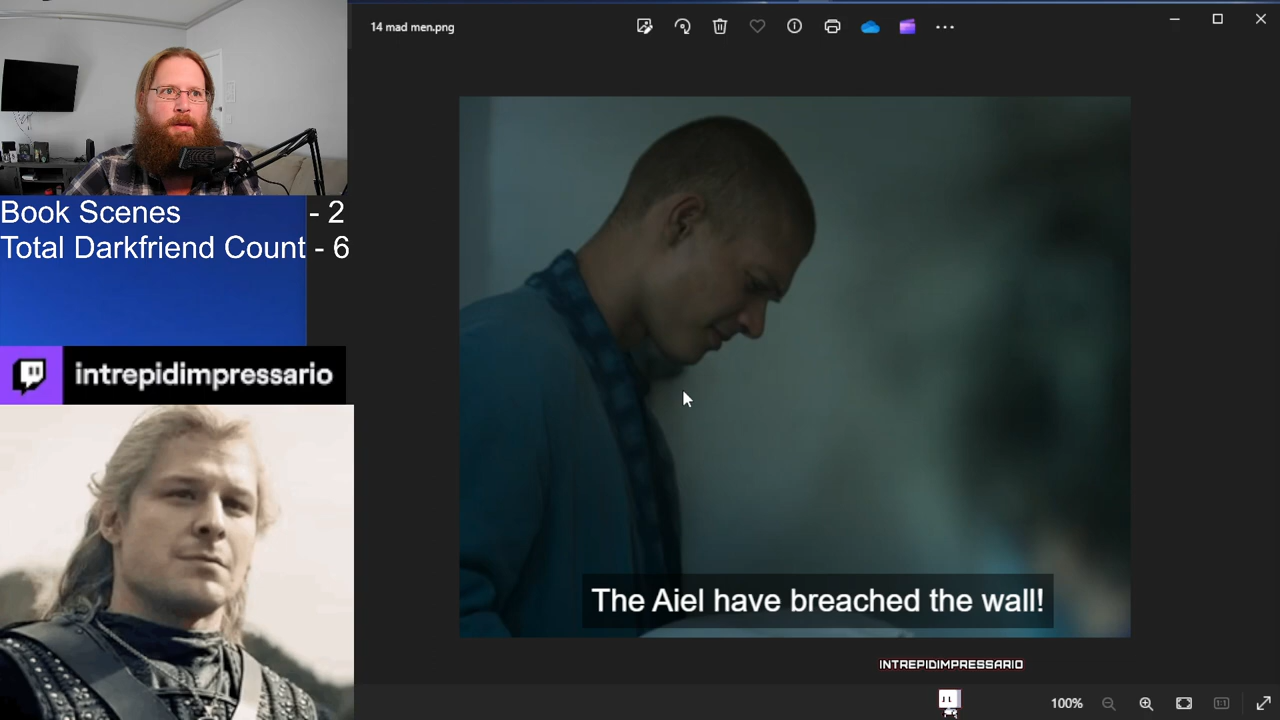 14 mad men.png
Book Scenes - 2
Total Darkfriend Count - 6
intrepidimpressario
The Aiel have breached the wall!
INTREPIDIMPRESSARIO
100%